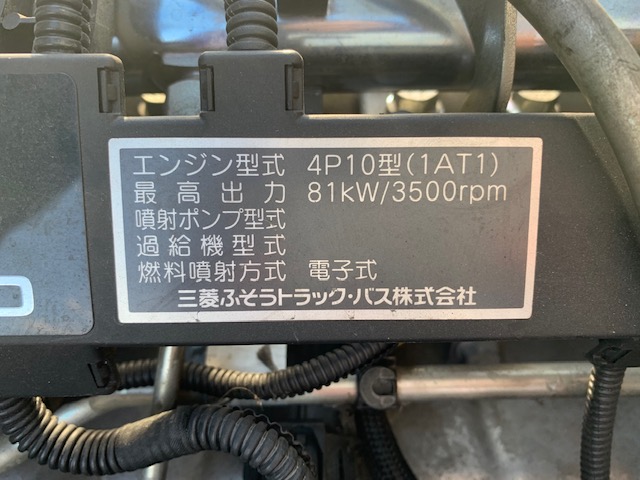 エンジン型式 4P10型(1AT1)
最高出力 81kW/3500rpm
噴射ポンプ型式
過給機型式
燃料噴射方式 電子式
三菱ふそうトラック・バス株式会社